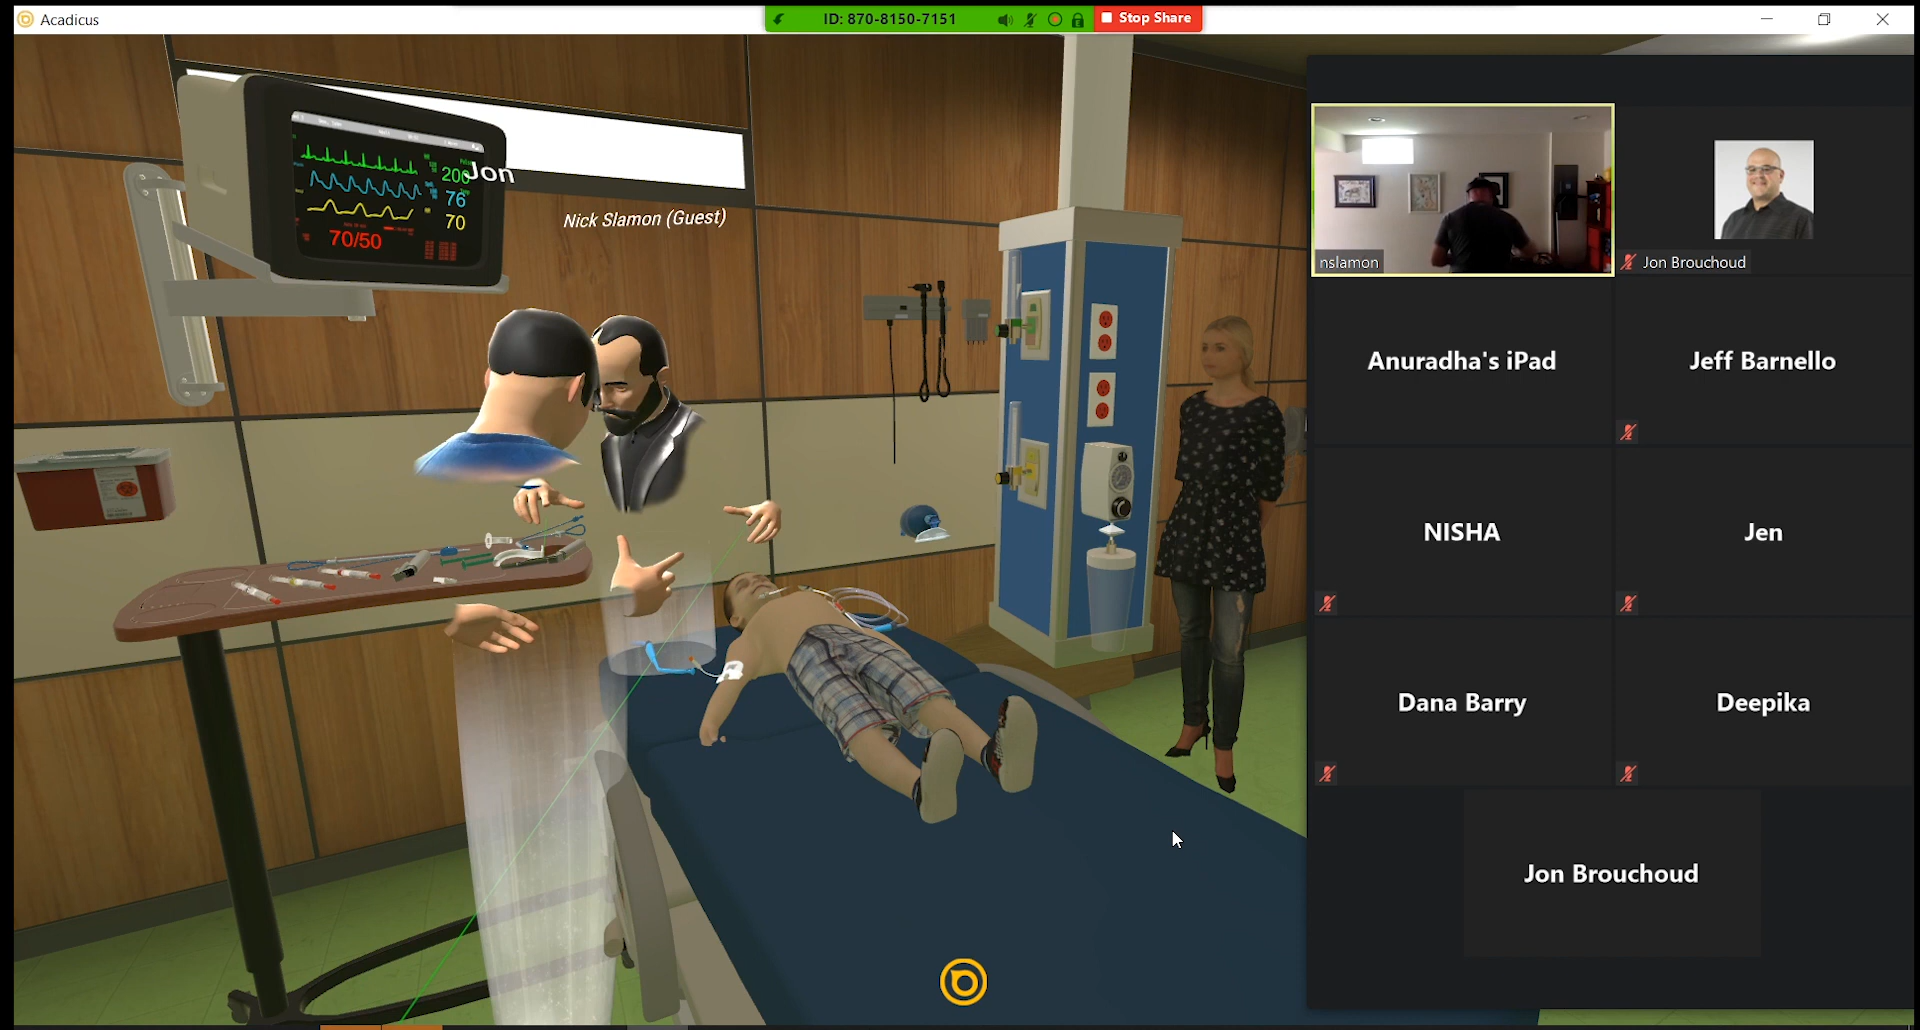 Acadicus
ID: 870-8150-7151
Stop Share
200
76
70
70/50
Jon
Nick Slamon (Guest)
nslamon
Jon Brouchoud
Anuradha's iPad
Jeff Barnello
NISHA
Jen
Dana Barry
Deepika
Jon Brouchoud